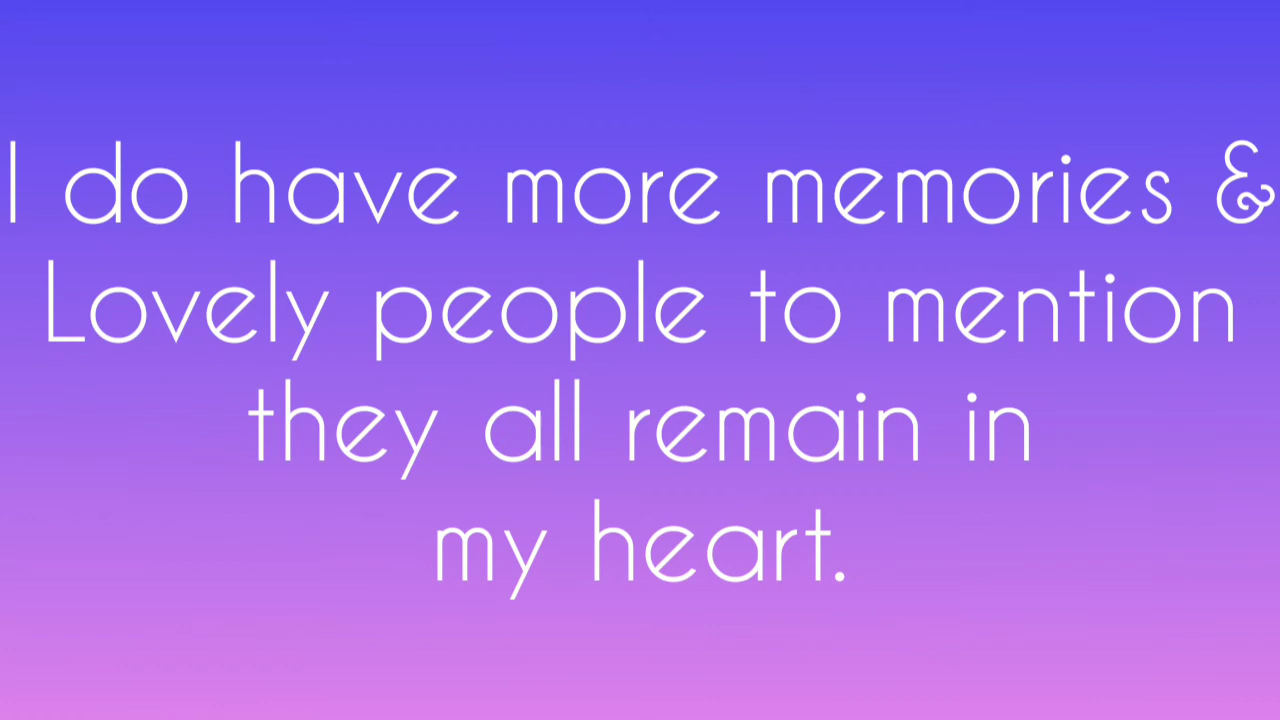 I do have more memories &
Lovely people to mention
they all remain in
my heart.